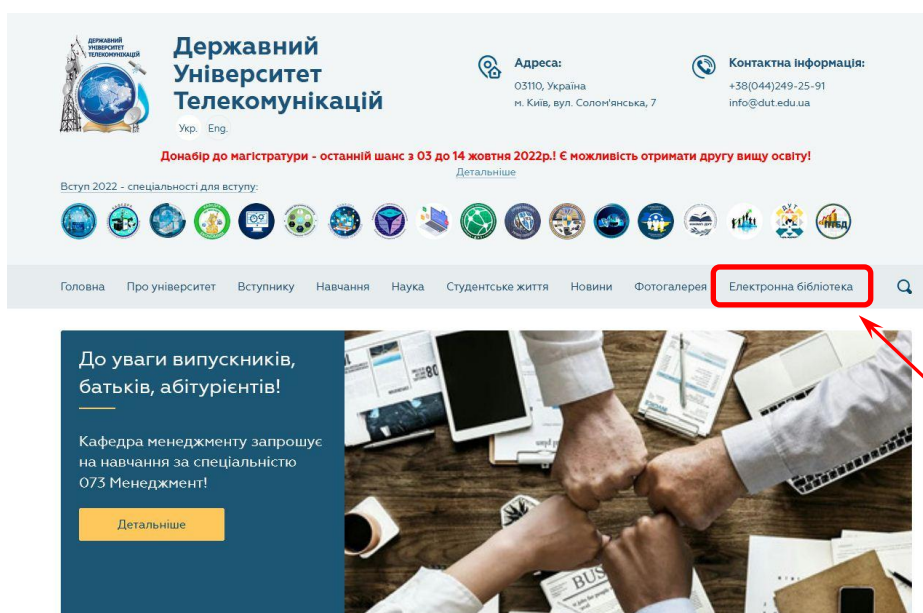 ДЕРЖАВНИЙ
УНІВЕРСИТЕТ
ТЕЛЕКОМУНІКАЦІЙ
Державний
Університет
Телекомунікацій
Укр. Eng.
Адреса:
03110, Україна
м. Київ, вул. Солом'янська, 7
Контактна інформація:
+38(044)249-25-91
info@dut.edu.ua
Донабір до магістратури - останній шанс з 03 до 14 жовтня 2022р.! Є можливість отримати другу вищу освіту!
Детальніше
Вступ 2022 - спеціальності для вступу:
Головна Про університет Вступнику Навчання Наука Студентське життя Новини Фотогалерея Електронна бібліотека
До уваги випускників,
батьків, абітурієнтів!
Кафедра менеджменту запрошує
на навчання за спеціальністю
073 Менеджмент!
Детальніше